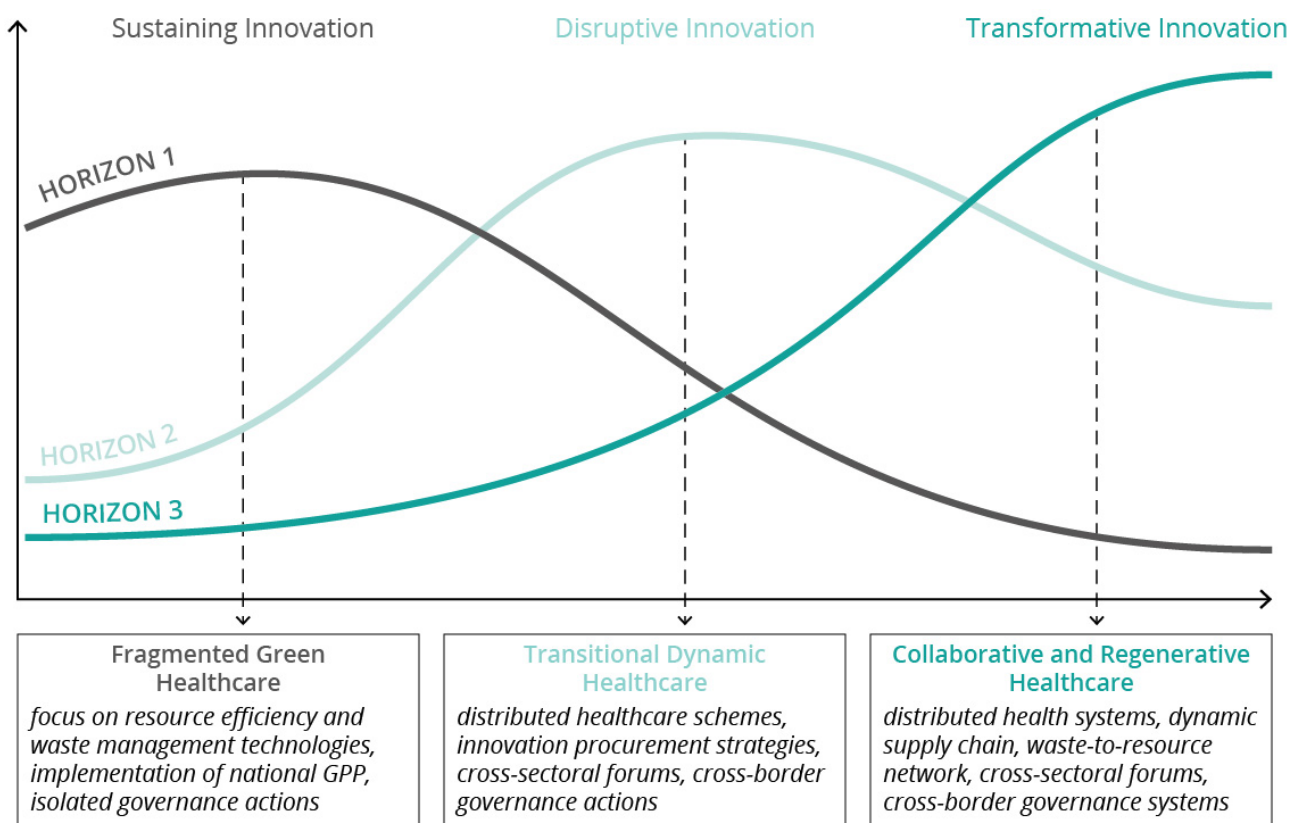 Sustaining Innovation
Disruptive Innovation
Transformative Innovation
HORIZON 1
HORIZON 2
HORIZON 3
Fragmented Green
Healthcare
focus on resource efficiency and
waste management technologies,
implementation of national GPP,
isolated governance actions
Transitional Dynamic
Healthcare
distributed healthcare schemes,
innovation procurement strategies,
cross-sectoral forums, cross-border
governance actions
Collaborative and Regenerative
Healthcare
distributed health systems, dynamic
supply chain, waste-to-resource
network, cross-sectoral forums,
cross-border governance systems